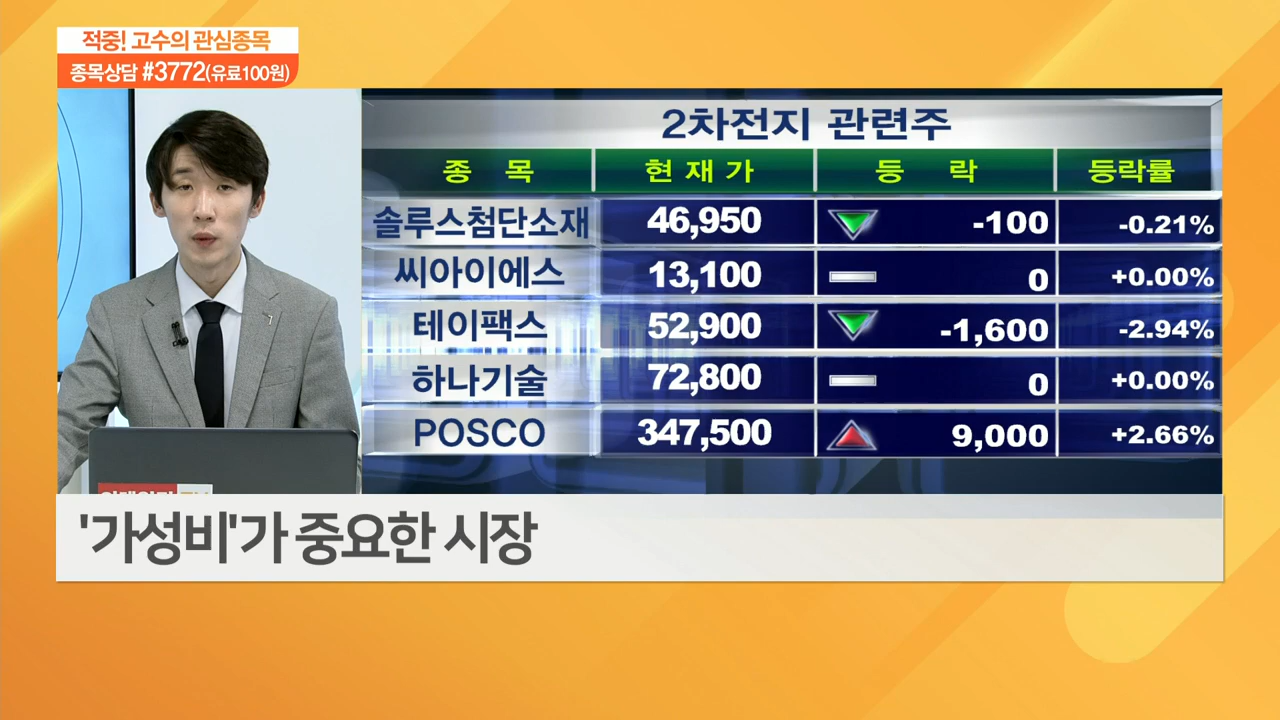 적중! 고수의 관심종목
종목상담 #3772(유료100원)
2차전지 관련주
종 목 현 재 가 등 락 등락률
솔루스첨단소재 46,950 -100 -0.21%
씨아이에스 13,100 0 +0.00%
테이팩스 52,900 -1,600 -2.94%
하나기술 72,800 0 +0.00%
POSCO 347,500 9,000 +2.66%
'가성비'가 중요한 시장